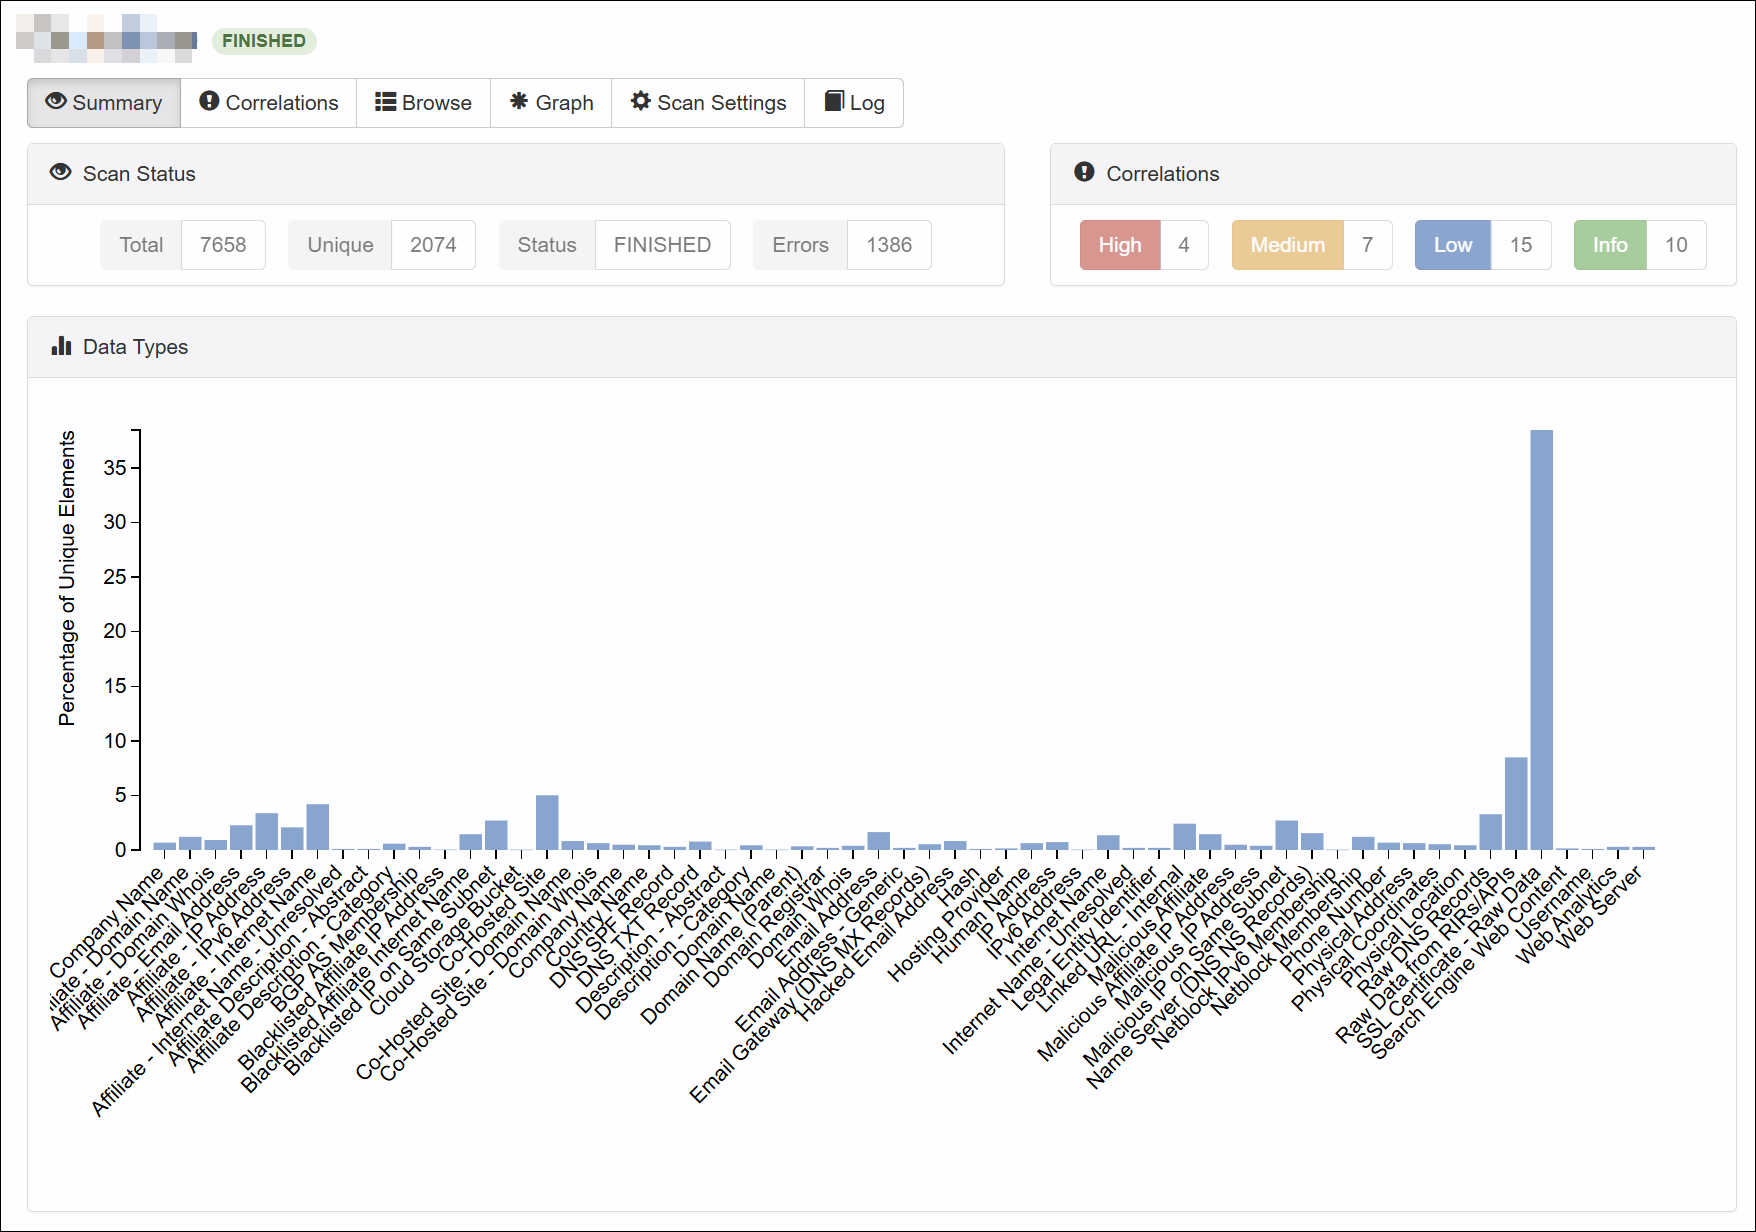 FINISHED
Summary
Correlations
Browse
Graph
Scan Settings
Log
Scan Status
Total 7658
Unique 2074
Status FINISHED
Errors 1386
Correlations
High 4
Medium 7
Low 15
Info 10
Data Types
Percentage of Unique Elements
35
30
25
20
15
10
5
0
Company Name
iliate - Domain Name
Affiliate - Domain Whois
Affiliate - Email Address
Affiliate - IP Address
Affiliate - IPv6 Address
Affiliate - Internet Name
Affiliate - Internet Name - Unresolved
Affiliate Description - Abstract
Affiliate Description - Category
BGP AS Membership
Blacklisted Affiliate IP Address
Blacklisted Affiliate Internet Name
Blacklisted IP on Same Subnet
Cloud Storage Bucket
Co-Hosted Site
Co-Hosted Site - Domain Name
Co-Hosted Site - Domain Whois
Company Name
Country Name
DNS SPF Record
DNS TXT Record
Description - Abstract
Description - Category
Domain Name
Domain Name (Parent)
Domain Registrar
Domain Whois
Email Address
Email Address - Generic
Email Gateway (DNS MX Records)
Hacked Email Address
Hash
Hosting Provider
Human Name
IP Address
IPv6 Address
Internet Name
Internet Name - Unresolved
Legal Entity Identifier
Linked URL - Internal
Malicious Affiliate
Malicious Affiliate IP Address
Malicious IP Address
Malicious IP on Same Subnet
Name Server (DNS NS Records)
Netblock IPv6 Membership
Netblock Membership
Phone Number
Physical Address
Physical Coordinates
Physical Location
Raw DNS Records
Raw Data from RIRs/APIs
SSL Certificate - Raw Data
Search Engine Web Content
Username
Web Analytics
Web Server